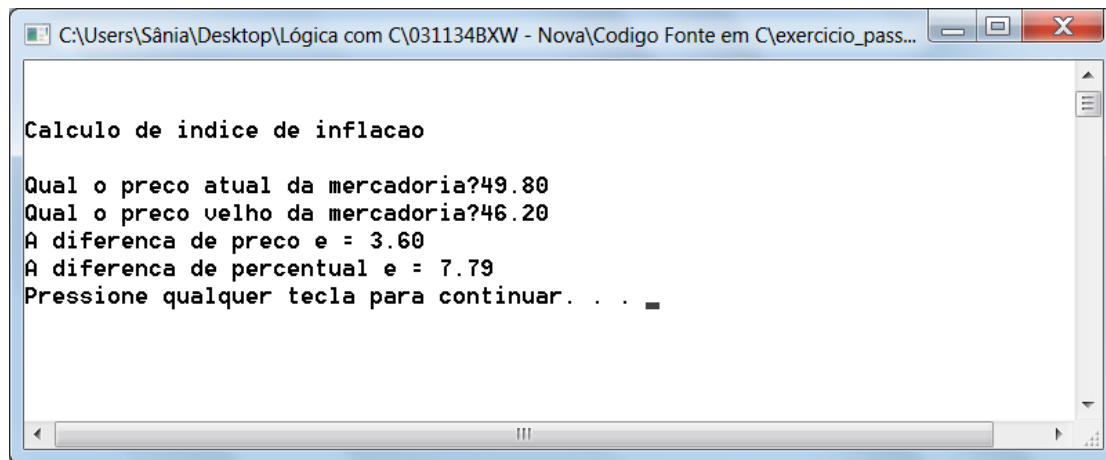 C:\Users\Sânia\Desktop\Lógica com C\031134BXW - Nova\Codigo Fonte em C\exercicio_pass...
Calculo de indice de inflacao
Qual o preco atual da mercadoria?49.80
Qual o preco velho da mercadoria?46.20
A diferenca de preco e = 3.60
A diferenca de percentual e = 7.79
Pressione qualquer tecla para continuar. . . _